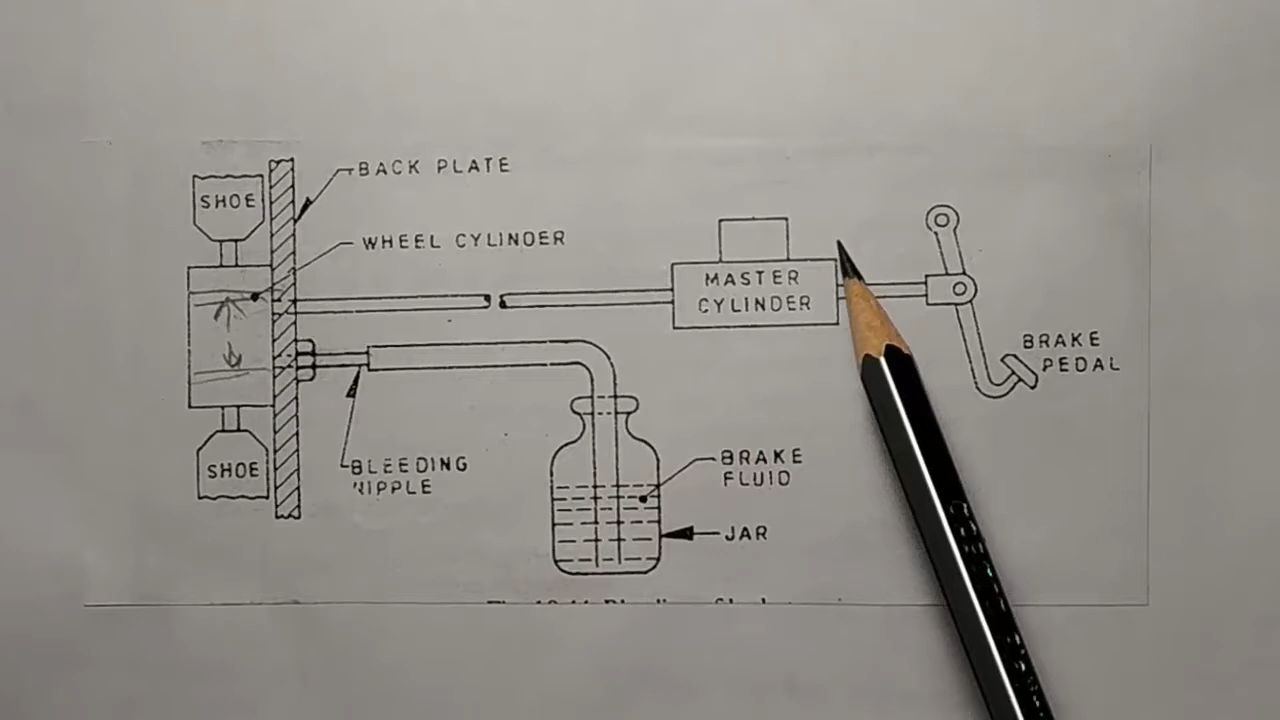 BACK PLATE
SHOE
WHEEL CYLINDER
MASTER
CYLINDER
BRAKE
PEDAL
SHOE
BLEEDING
NIPPLE
BRAKE
FLUID
JAR